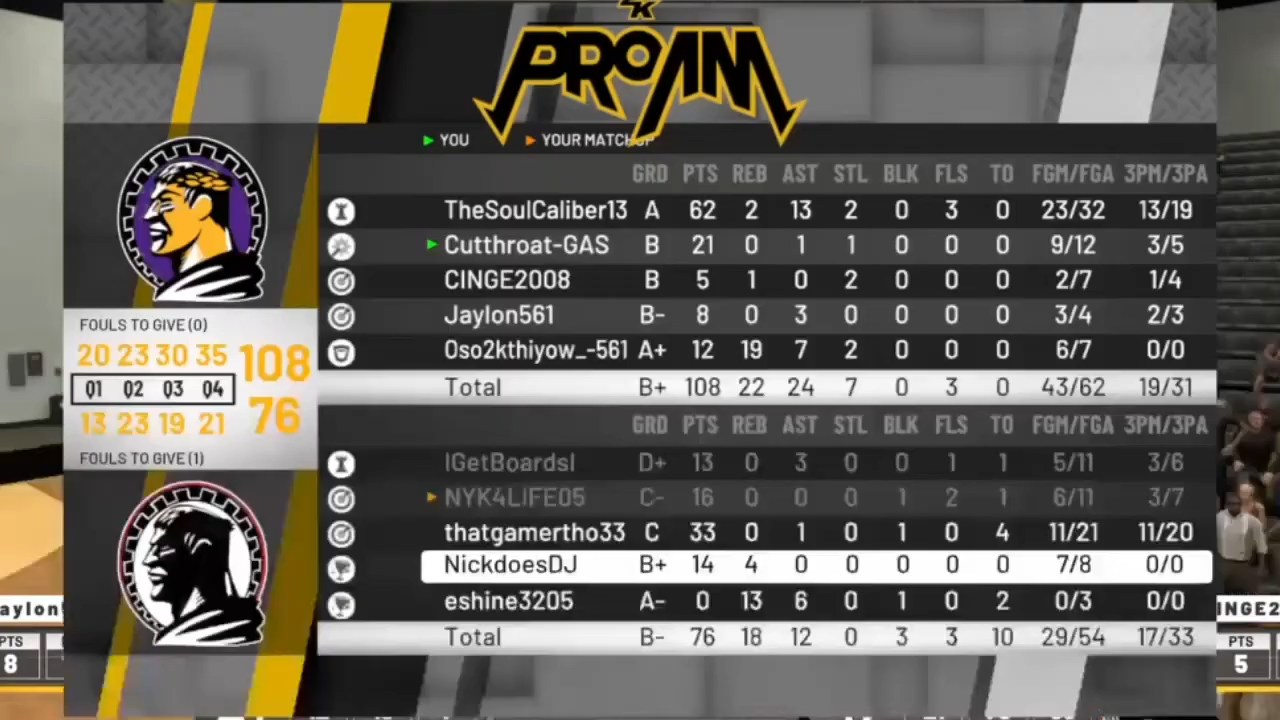 2K
PRO AM
YOU YOUR MATCHUP
GRD PTS REB AST STL BLK FLS TO FGM/FGA 3PM/3PA
TheSoulCaliber13 A 62 2 13 2 0 3 0 23/32 13/19
Cutthroat-GAS B 21 0 1 1 0 0 0 9/12 3/5
CINGE2008 B 5 1 0 2 0 0 0 2/7 1/4
Jaylon561 B- 8 0 3 0 0 0 0 3/4 2/3
Oso2kthiyow_-561 A+ 12 19 7 2 0 0 0 6/7 0/0
Total B+ 108 22 24 7 0 3 0 43/62 19/31
FOULS TO GIVE (0)
20 23 30 35 108
Q1 Q2 Q3 Q4
13 23 19 21 76
FOULS TO GIVE (1)
GRD PTS REB AST STL BLK FLS TO FGM/FGA 3PM/3PA
IGetBoardsI D+ 13 0 3 0 0 1 1 5/11 3/6
NYK4LIFE05 C- 16 0 0 0 1 2 1 6/11 3/7
thatgamertho33 C 33 0 1 0 1 0 4 11/21 11/20
NickdoesDJ B+ 14 4 0 0 0 0 0 7/8 0/0
eshine3205 A- 0 13 6 0 1 0 2 0/3 0/0
Total B- 76 18 12 0 3 3 10 29/54 17/33
aylon
PTS
8
INGE2
PTS
5